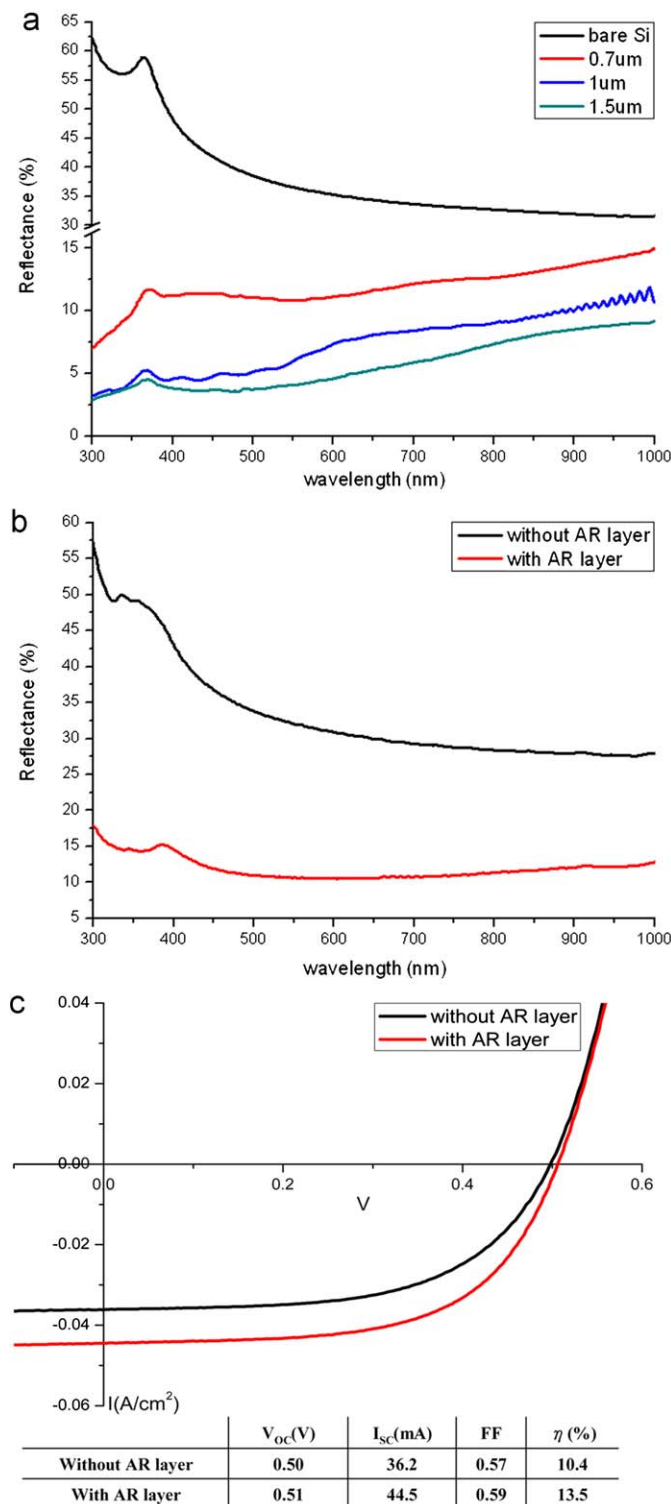 a
65
60
55
50
45
40
35
30
15
10
5
0
Reflectance (%)
bare Si
0.7um
1um
1.5um
300 400 500 600 700 800 900 1000
wavelength (nm)
b
60
55
50
45
40
35
30
25
20
15
10
5
Reflectance (%)
without AR layer
with AR layer
300 400 500 600 700 800 900 1000
wavelength (nm)
c
0.04
without AR layer
with AR layer
0.02
0.00
0.0 0.2 0.4 0.6
V
-0.02
-0.04
-0.06 I(A/cm²)
V_OC(V) I_SC(mA) FF η (%)
Without AR layer 0.50 36.2 0.57 10.4
With AR layer 0.51 44.5 0.59 13.5